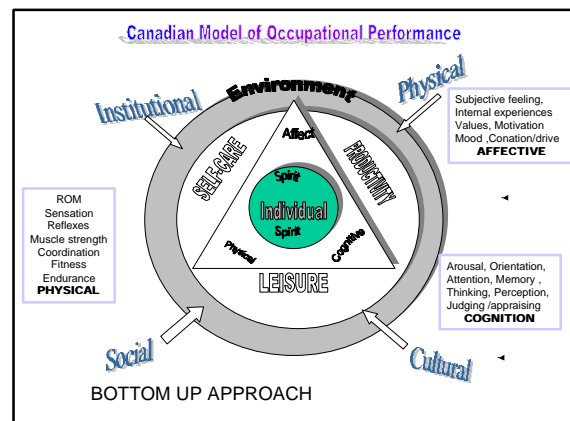 Canadian Model of Occupational Performance
Institutional
Environment
Physical
Subjective feeling,
Internal experiences
Values, Motivation
Mood ,Conation/drive
AFFECTIVE
Affect
SELF-CARE
PRODUCTIVITY
Spirit
Individual
Spirit
Physical
Cognitive
LEISURE
ROM
Sensation
Reflexes
Muscle strength
Coordination
Fitness
Endurance
PHYSICAL
Arousal, Orientation,
Attention, Memory ,
Thinking, Perception,
Judging /appraising
COGNITION
Social
Cultural
BOTTOM UP APPROACH